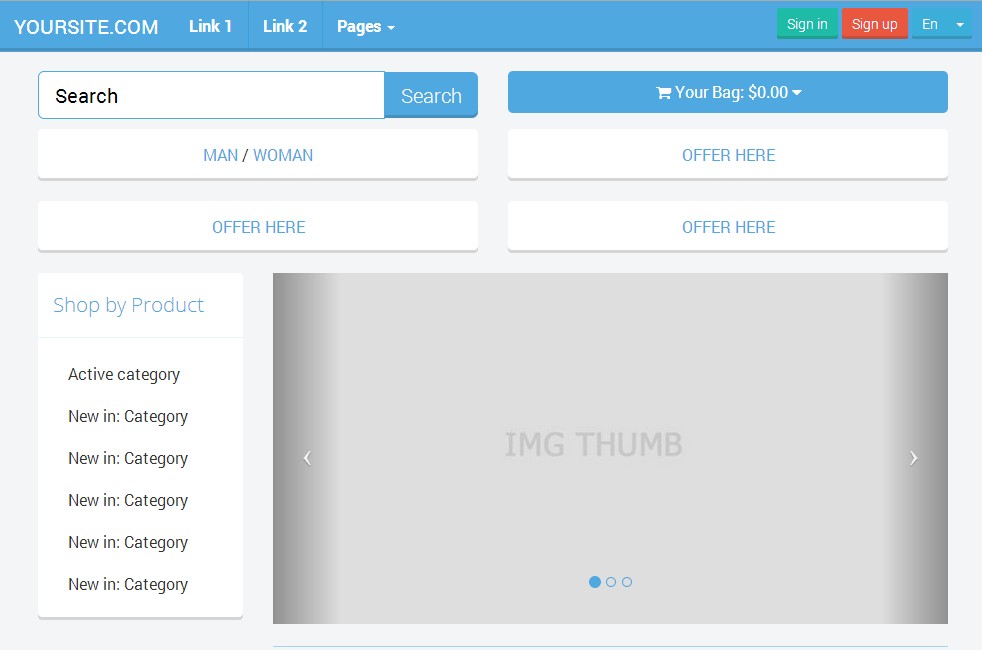 YOURSITE.COM Link 1 Link 2 Pages Sign in Sign up En
Search Search
Your Bag: $0.00
MAN / WOMAN
OFFER HERE
OFFER HERE
OFFER HERE
Shop by Product
Active category
New in: Category
New in: Category
New in: Category
New in: Category
New in: Category
IMG THUMB